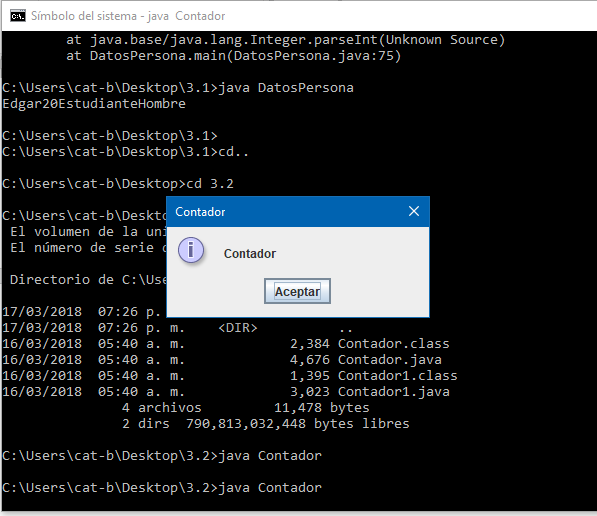 Símbolo del sistema - java Contador
at java.base/java.lang.Integer.parseInt(Unknown Source)
at DatosPersona.main(DatosPersona.java:75)
C:\Users\cat-b\Desktop\3.1>java DatosPersona
Edgar20EstudianteHombre
C:\Users\cat-b\Desktop\3.1>
C:\Users\cat-b\Desktop\3.1>cd..
C:\Users\cat-b\Desktop>cd 3.2
C:\Users\cat-b\Deskto
El volumen de la uni
El número de serie d
Directorio de C:\Use
Contador
Contador
Aceptar
17/03/2018 07:26 p.
17/03/2018 07:26 p. m. <DIR> ..
16/03/2018 05:40 a. m. 2,384 Contador.class
16/03/2018 05:40 a. m. 4,676 Contador.java
16/03/2018 05:40 a. m. 1,395 Contador1.class
16/03/2018 05:40 a. m. 3,023 Contador1.java
4 archivos 11,478 bytes
2 dirs 790,813,032,448 bytes libres
C:\Users\cat-b\Desktop\3.2>java Contador
C:\Users\cat-b\Desktop\3.2>java Contador